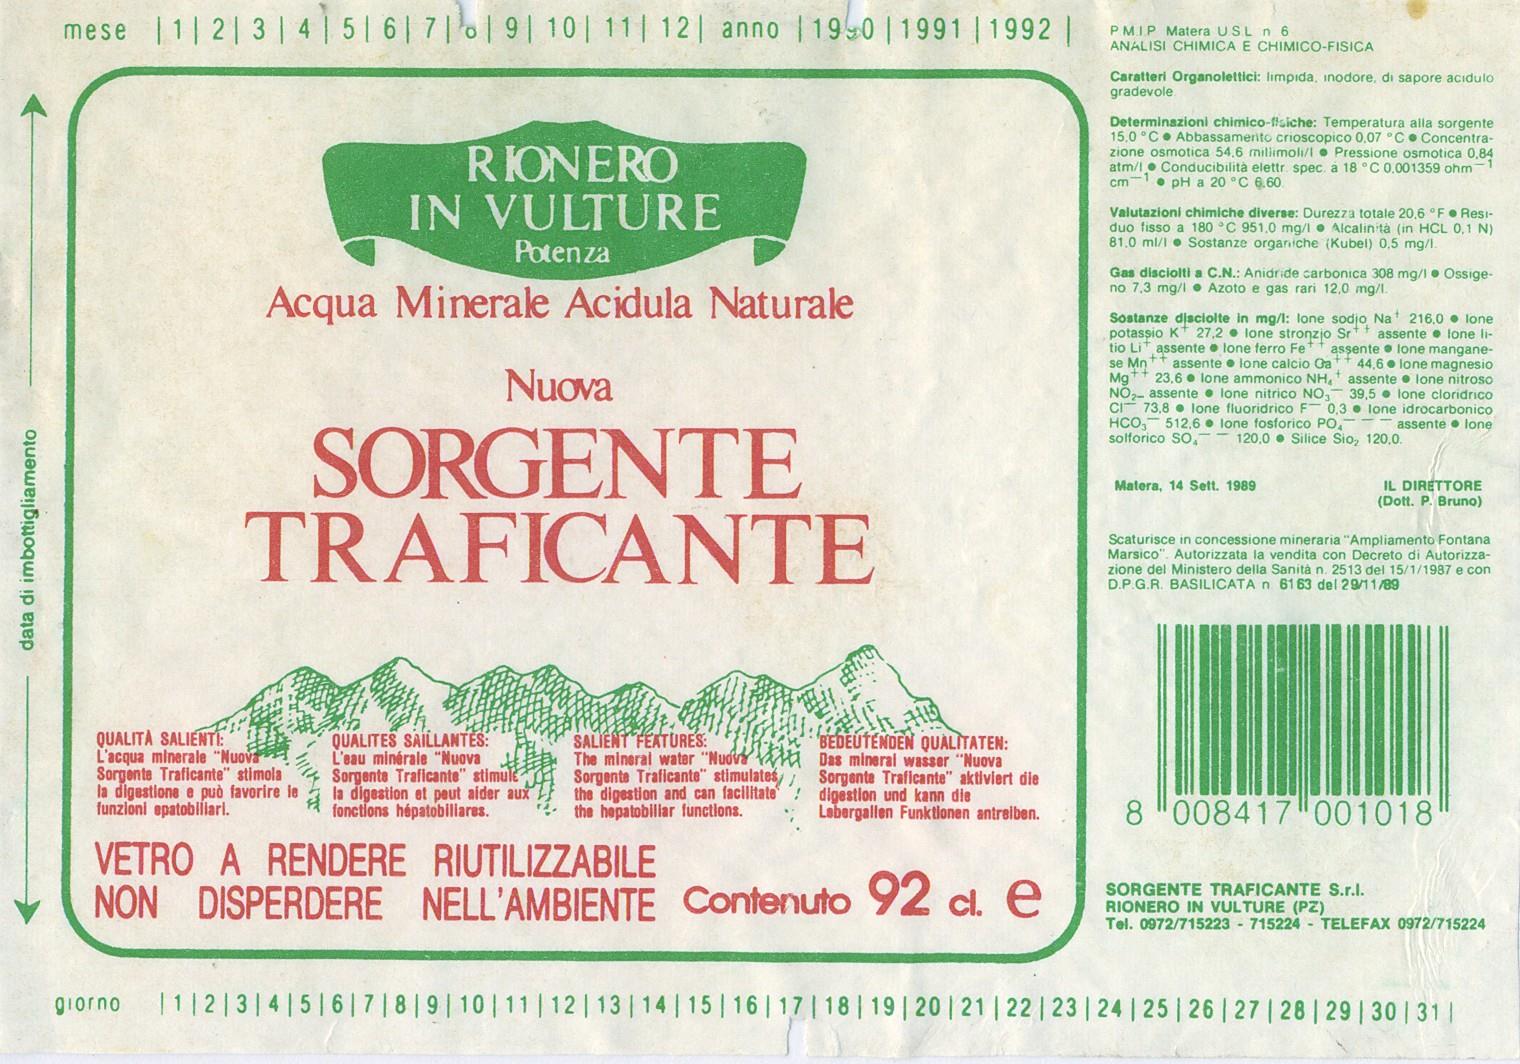 mese |1|2|3|4|5|6|7|8|9|10|11|12| anno |1990|1991|1992|
data di imbottigliamento
RIONERO
IN VULTURE
Potenza
Acqua Minerale Acidula Naturale
Nuova
SORGENTE
TRAFICANTE
QUALITÀ SALIENTI:
L'acqua minerale "Nuova
Sorgente Traficante" stimola
la digestione e può favorire le
funzioni epatobiliari.
QUALITES SAILLANTES:
L'eau minérale "Nuova
Sorgente Traficante" stimule
la digestion et peut aider aux
fonctions hépatobiliares.
SALIENT FEATURES:
The mineral water "Nuova
Sorgente Traficante" stimulates
the digestion and can facilitate
the hepatobiliar functions.
BEDEUTENDEN QUALITATEN:
Das mineral wasser "Nuova
Sorgente Traficante" aktiviert die
digestion und kann die
Lebergallen Funktionen antreiben.
VETRO A RENDERE RIUTILIZZABILE
NON DISPERDERE NELL'AMBIENTE
Contenuto 92 cl. e
giorno |1|2|3|4|5|6|7|8|9|10|11|12|13|14|15|16|17|18|19|20|21|22|23|24|25|26|27|28|29|30|31|
P.M.I.P. Matera U.S.L. n. 6
ANALISI CHIMICA E CHIMICO-FISICA
Caratteri Organolettici: limpida, inodore, di sapore acidulo
gradevole
Determinazioni chimico-fisiche: Temperatura alla sorgente
15,0 °C ● Abbassamento crioscopico 0,07 °C ● Concentra-
zione osmotica 54,6 millimoli/l ● Pressione osmotica 0,84
atm/l ● Conducibilità elettr. spec. a 18 °C 0,001359 ohm⁻¹
cm⁻¹ ● pH a 20 °C 6,60.
Valutazioni chimiche diverse: Durezza totale 20,6 °F ● Resi-
duo fisso a 180 °C 951,0 mg/l ● Alcalinità (in HCL 0,1 N)
81,0 ml/l ● Sostanze organiche (Kubel) 0,5 mg/l.
Gas disciolti a C.N.: Anidride carbonica 308 mg/l ● Ossige-
no 7,3 mg/l ● Azoto e gas rari 12,0 mg/l.
Sostanze disciolte in mg/l: Ione sodio Na⁺ 216,0 ● Ione
potassio K⁺ 27,2 ● Ione stronzio Sr⁺⁺ assente ● Ione li-
tio Li⁺ assente ● Ione ferro Fe⁺⁺ assente ● Ione mangane-
se Mn⁺⁺ assente ● Ione calcio Ca⁺⁺ 44,6 ● Ione magnesio
Mg⁺⁺ 23,6 ● Ione ammonico NH₄⁺ assente ● Ione nitroso
NO₂₋ assente ● Ione nitrico NO₃⁻ 39,5 ● Ione cloridrico
Cl⁻ 73,8 ● Ione fluoridrico F⁻ 0,3 ● Ione idrocarbonico
HCO₃⁻ 512,6 ● Ione fosforico PO₄⁻⁻⁻ assente ● Ione
solforico SO₄⁻⁻ 120,0 ● Silice Sio₂ 120,0.
Matera, 14 Sett. 1989
IL DIRETTORE
(Dott. P. Bruno)
Scaturisce in concessione mineraria "Ampliamento Fontana
Marsico". Autorizzata la vendita con Decreto di Autorizza-
zione del Ministero della Sanità n. 2513 del 15/1/1987 e con
D.P.G.R. BASILICATA n. 6163 del 29/11/89
8 008417 001018
SORGENTE TRAFICANTE S.r.l.
RIONERO IN VULTURE (PZ)
Tel. 0972/715223 - 715224 - TELEFAX 0972/715224